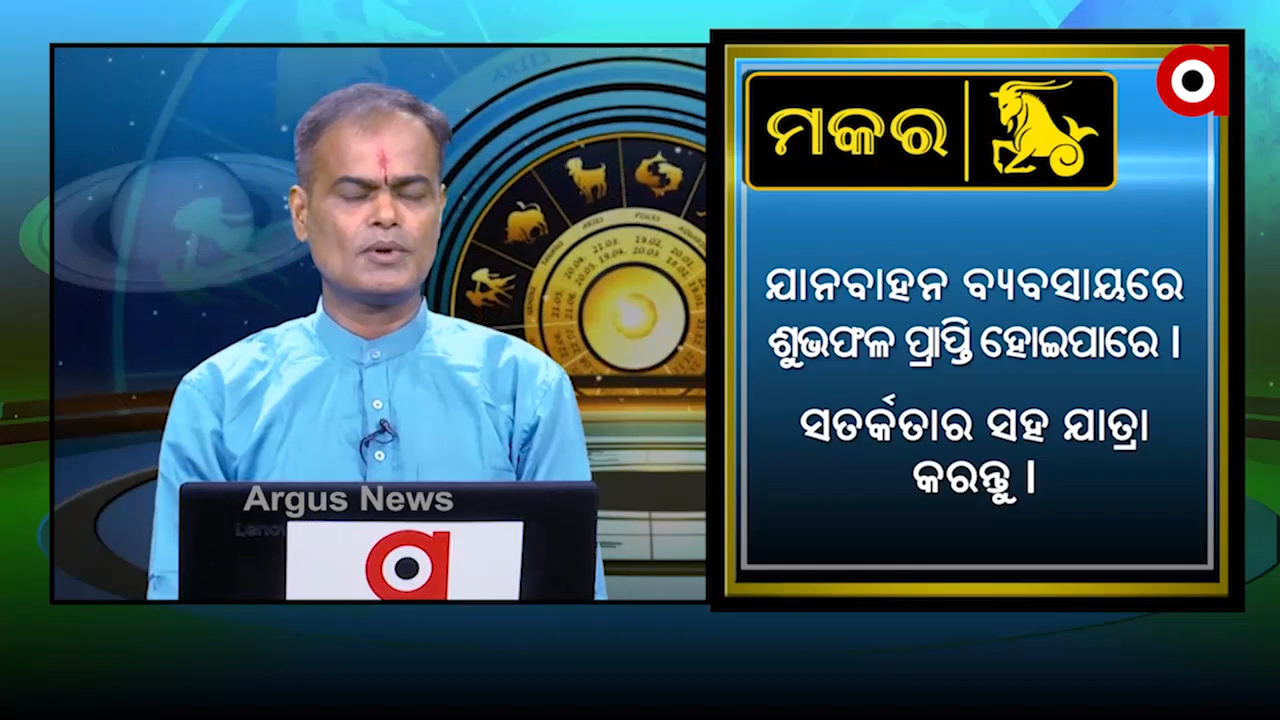 ମକର
ଯାନବାହନ ବ୍ୟବସାୟରେ
ଶୁଭଫଳ ପ୍ରାପ୍ତି ହୋଇପାରେ ।
ସତର୍କତାର ସହ ଯାତ୍ରା
କରନ୍ତୁ ।
Argus News